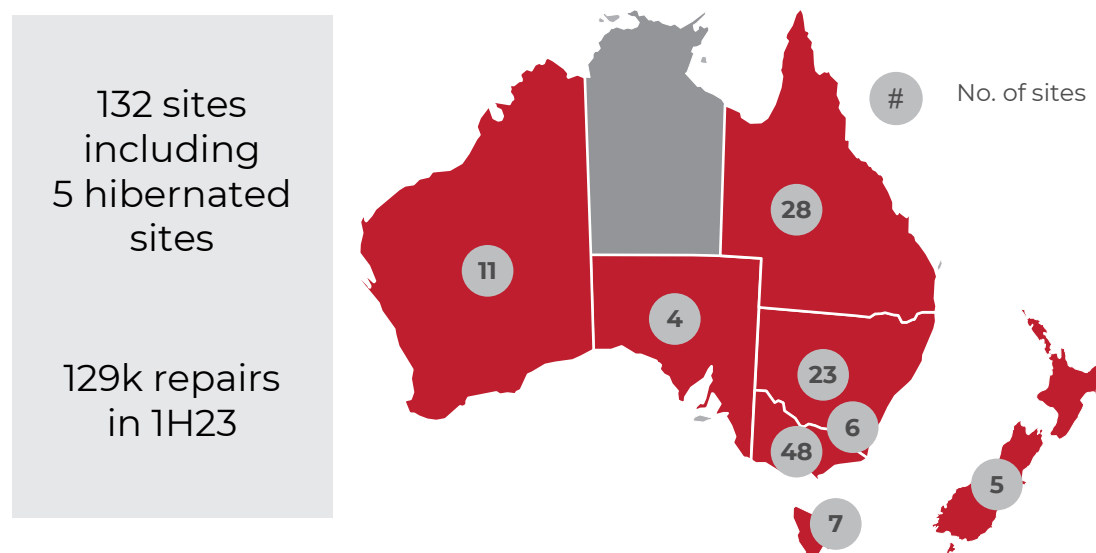 132 sites
including
5 hibernated
sites
129k repairs
in 1H23
# No. of sites
28
11
4
23
6
48
5
7